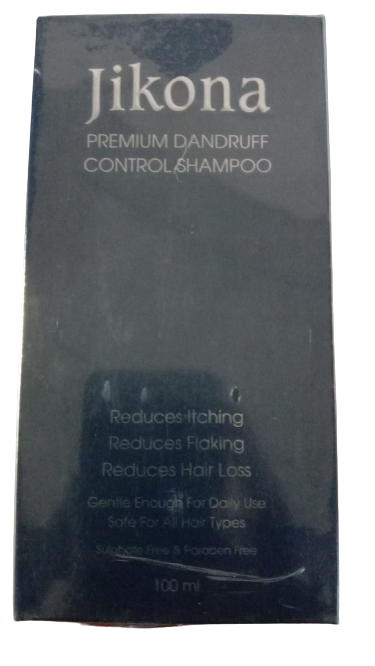 Jikona
PREMIUM DANDRUFF
CONTROL SHAMPOO
Reduces Itching
Reduces Flaking
Reduces Hair Loss
Gentle Enough For Daily Use
Safe For All Hair Types
Sulphate Free & Paraben Free
100 ml